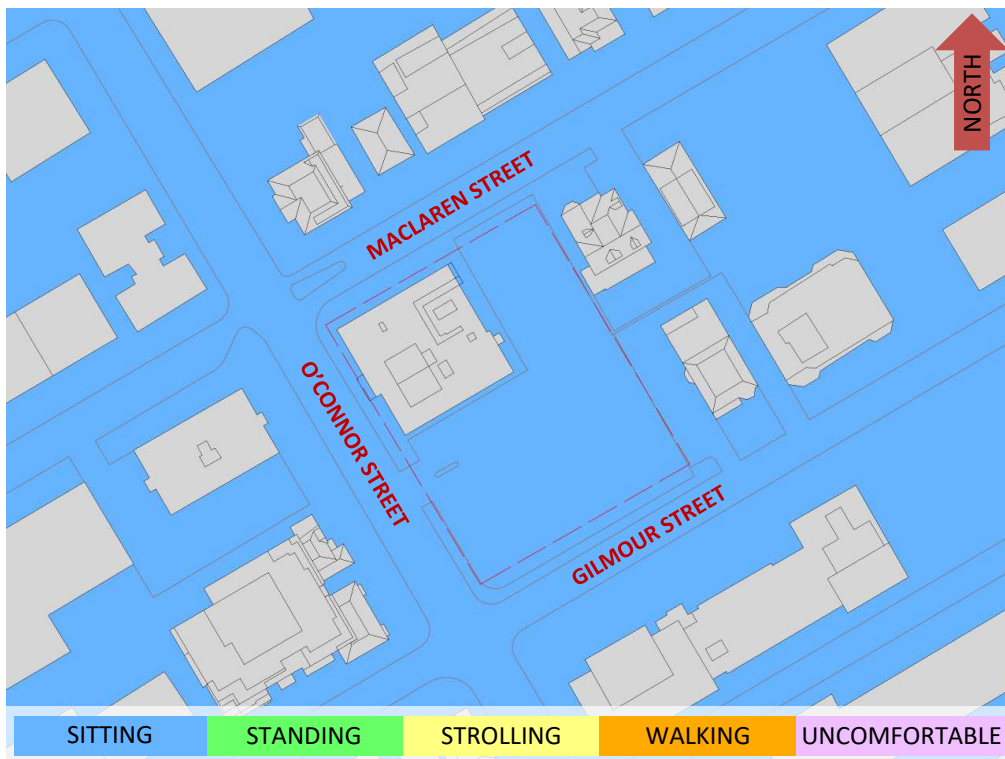 NORTH
MACLAREN STREET
O'CONNOR STREET
GILMOUR STREET
SITTING
STANDING
STROLLING
WALKING
UNCOMFORTABLE